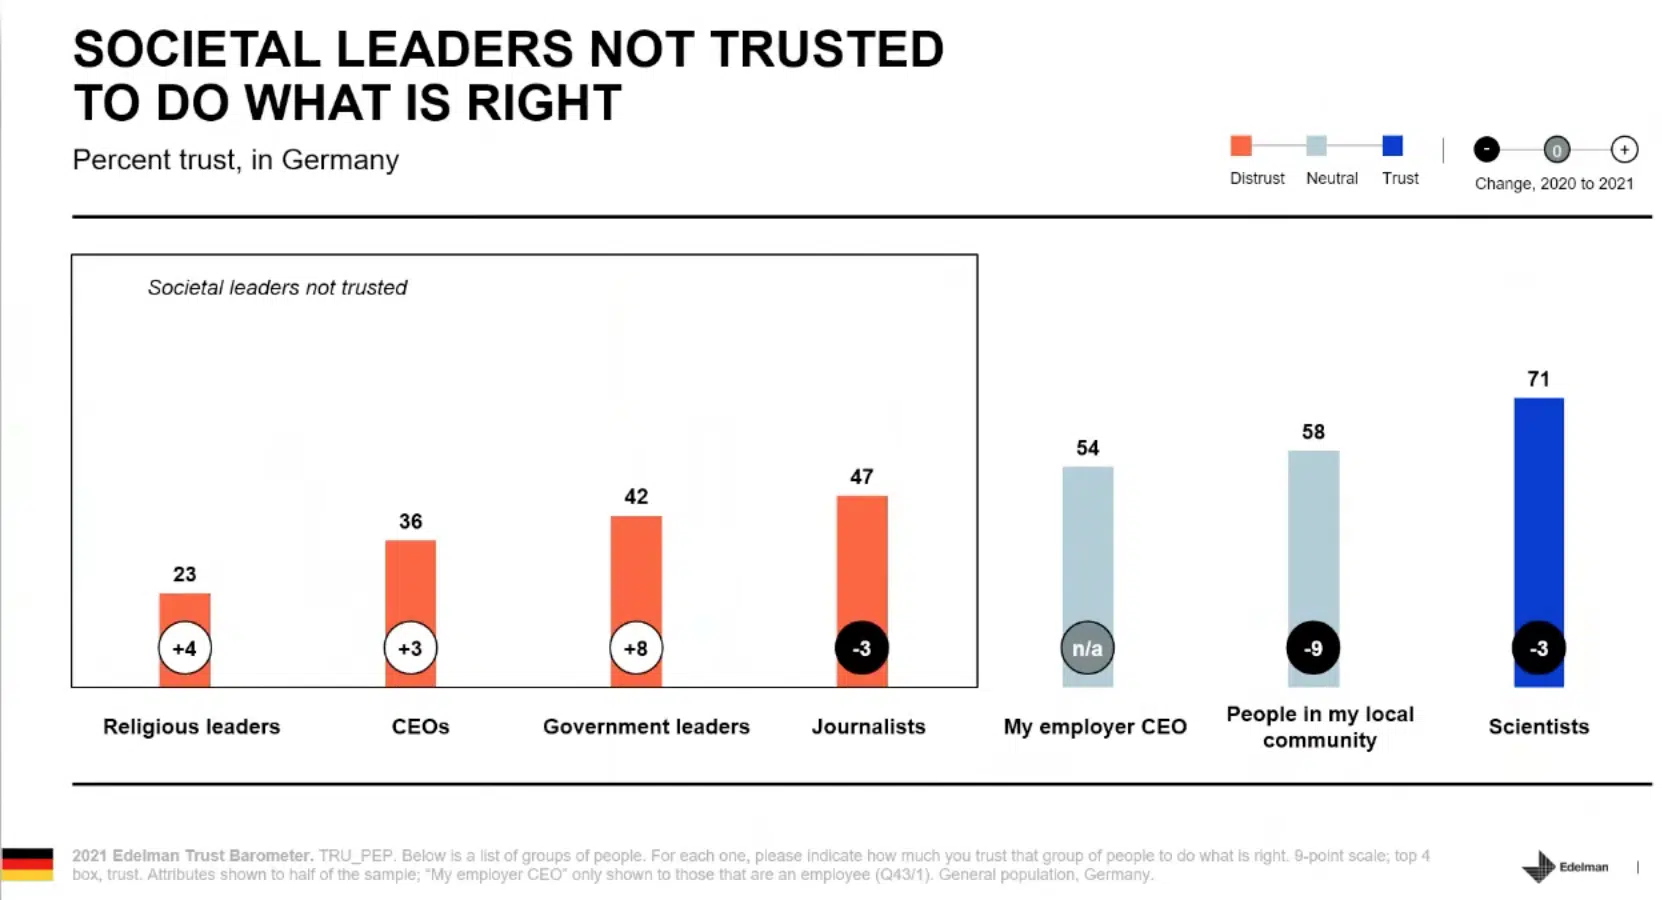 SOCIETAL LEADERS NOT TRUSTED
TO DO WHAT IS RIGHT
Percent trust, in Germany
Distrust Neutral Trust
- 0 +
Change, 2020 to 2021
Societal leaders not trusted
23
36
42
47
54
58
71
+4
+3
+8
-3
n/a
-9
-3
Religious leaders
CEOs
Government leaders
Journalists
My employer CEO
People in my local
community
Scientists
2021 Edelman Trust Barometer. TRU_PEP. Below is a list of groups of people. For each one, please indicate how much you trust that group of people to do what is right. 9-point scale; top 4
box, trust. Attributes shown to half of the sample; “My employer CEO” only shown to those that are an employee (Q43/1). General population, Germany.
Edelman